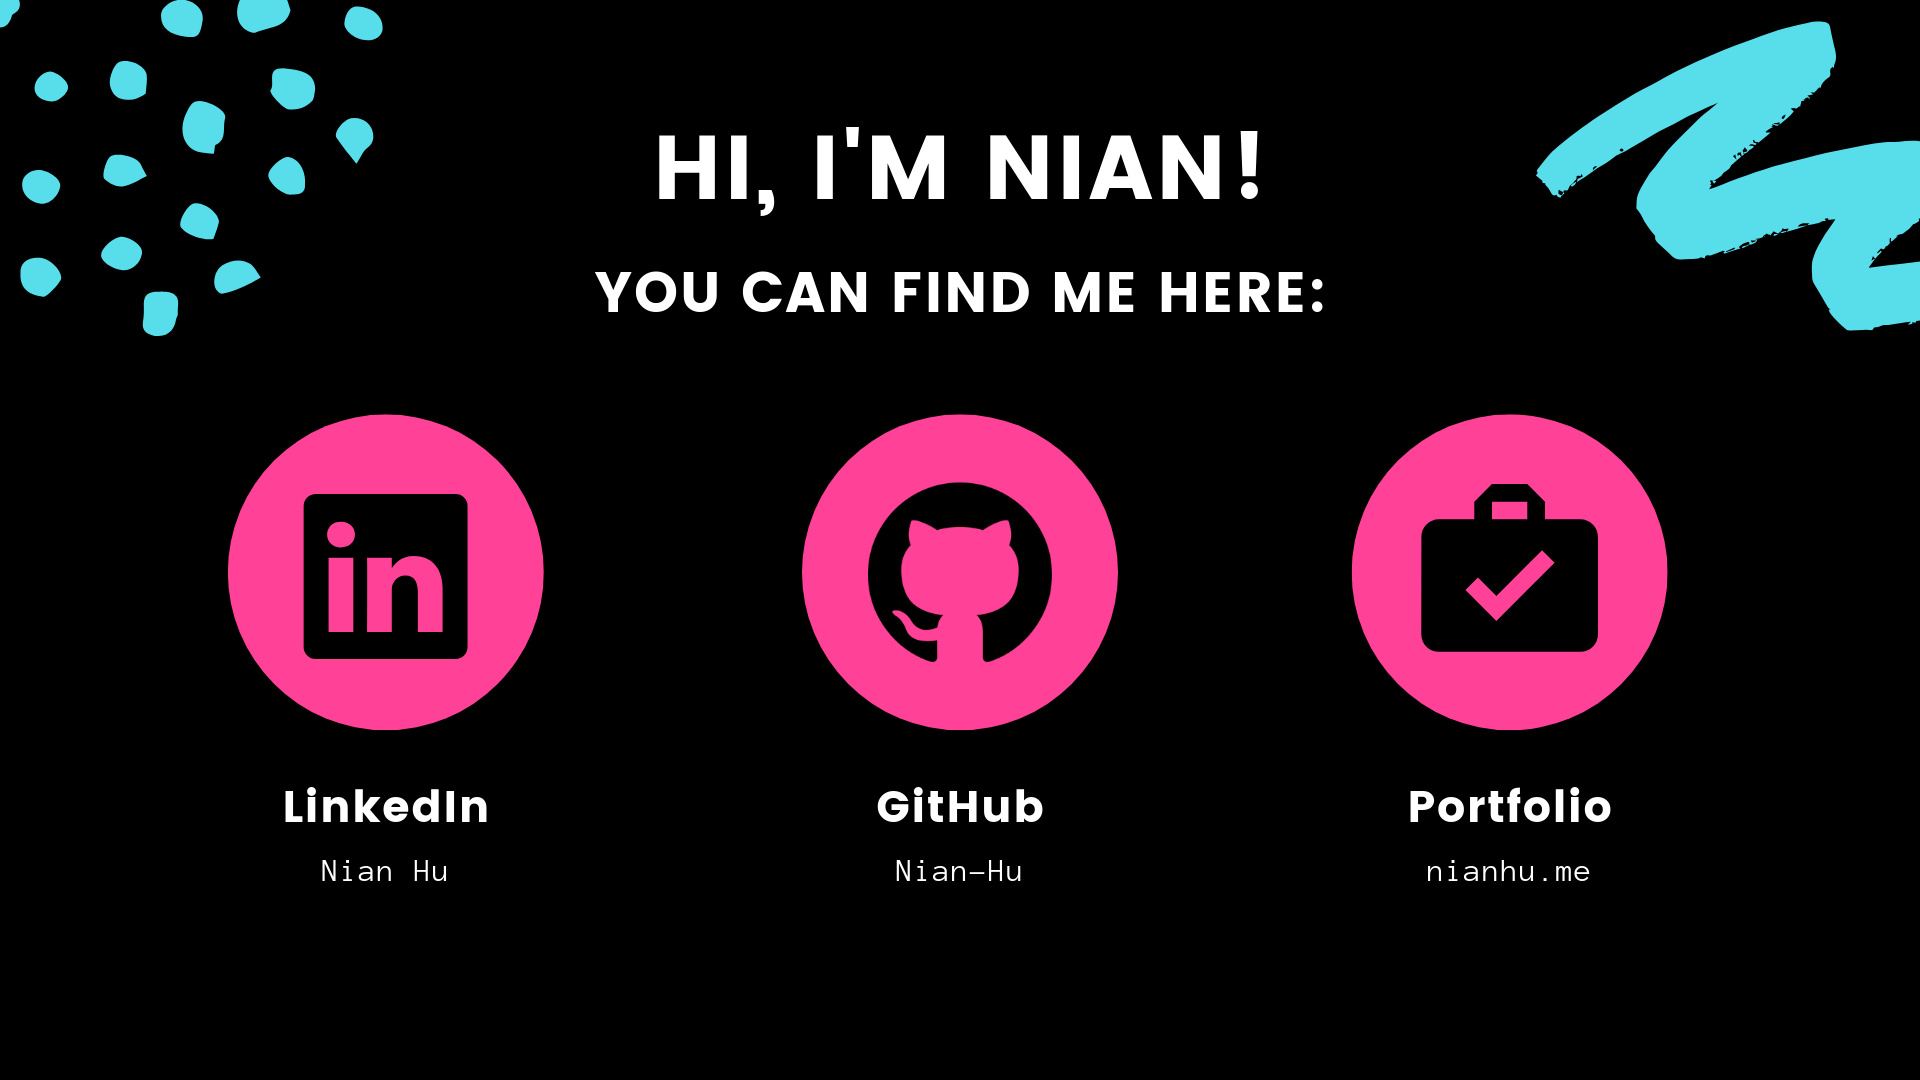 HI, I'M NIAN!
YOU CAN FIND ME HERE:
in
LinkedIn
GitHub
Portfolio
Nian Hu
Nian-Hu
nianhu.me